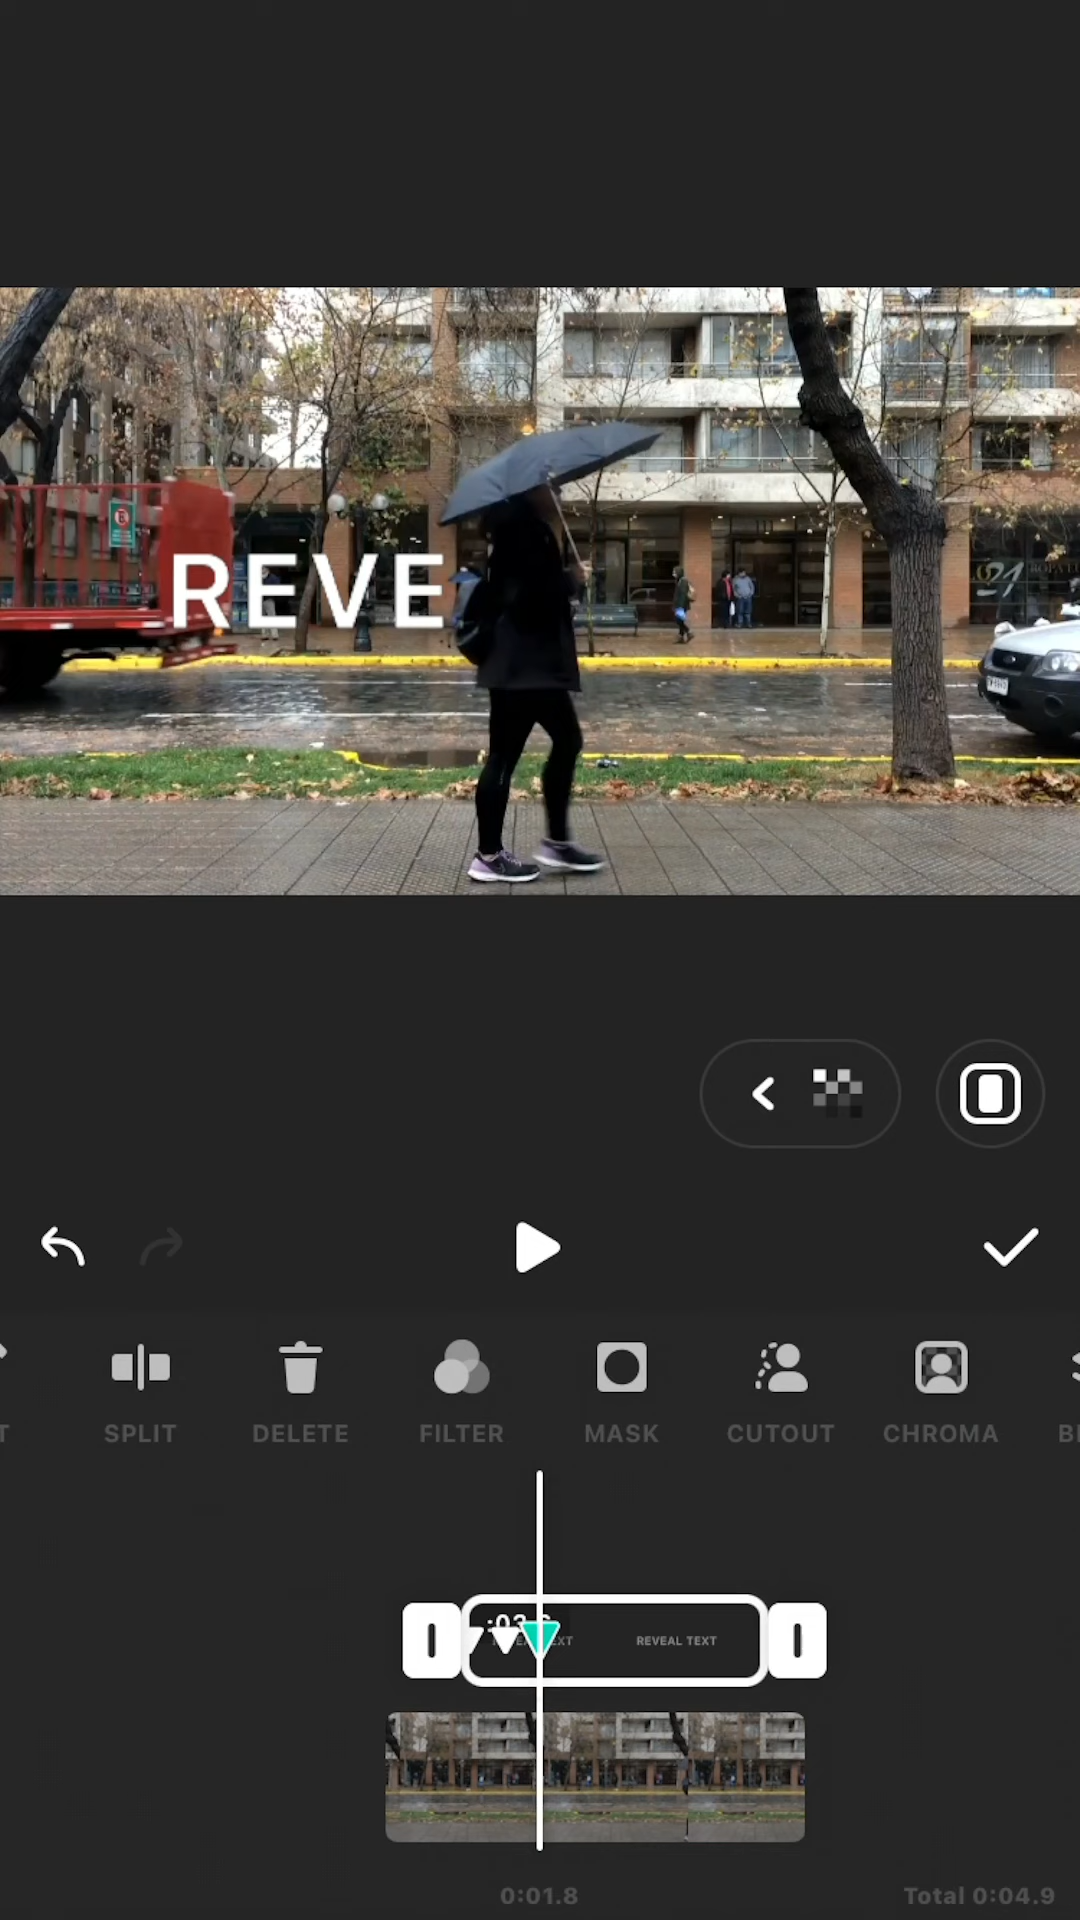 REVE
SPLIT
DELETE
FILTER
MASK
CUTOUT
CHROMA
REVEAL TEXT
0:01.8
Total 0:04.9